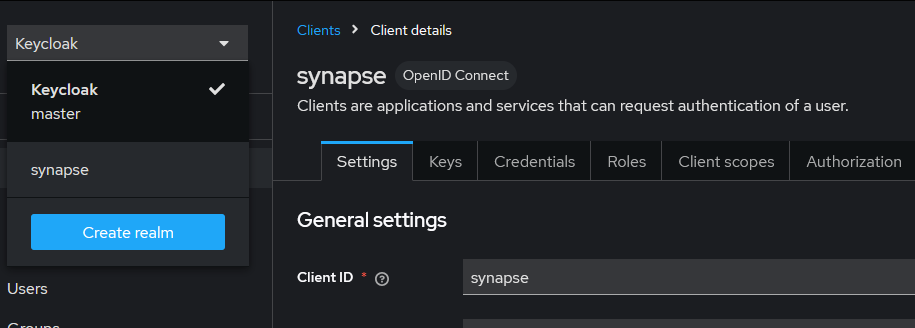 Keycloak
Keycloak
master
synapse
Create realm
Users
Groups
Clients > Client details
synapse OpenID Connect
Clients are applications and services that can request authentication of a user.
Settings Keys Credentials Roles Client scopes Authorization
General settings
Client ID * ?
synapse